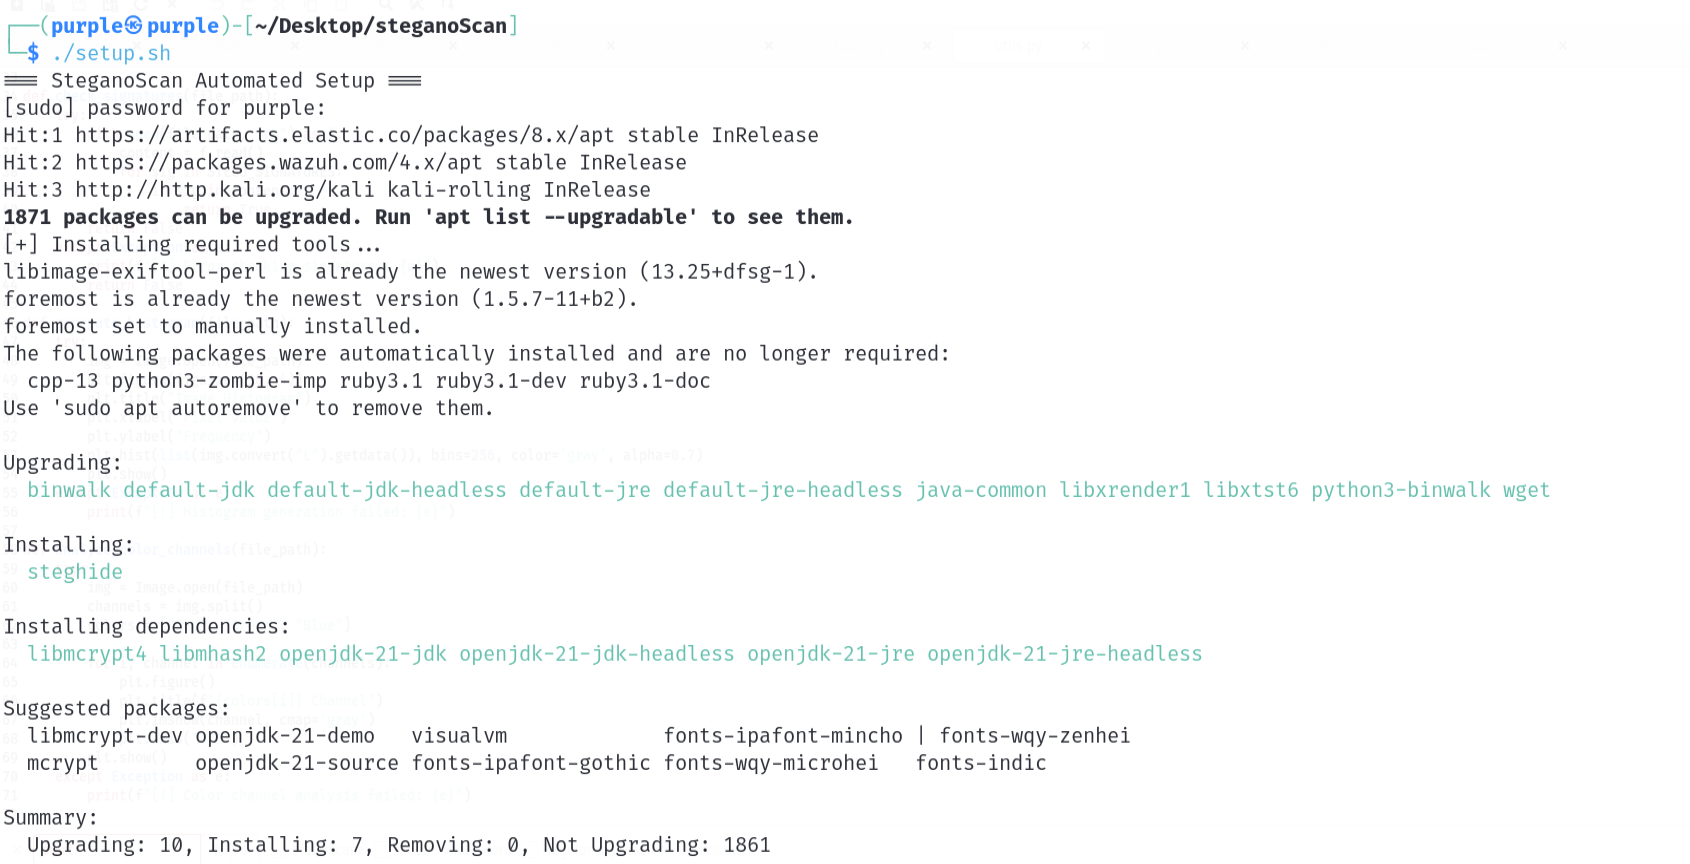 ┌──(purple㉿purple)-[~/Desktop/steganoScan]
└─$ ./setup.sh
=== SteganoScan Automated Setup ===
[sudo] password for purple:
Hit:1 https://artifacts.elastic.co/packages/8.x/apt stable InRelease
Hit:2 https://packages.wazuh.com/4.x/apt stable InRelease
Hit:3 http://http.kali.org/kali kali-rolling InRelease
1871 packages can be upgraded. Run 'apt list --upgradable' to see them.
[+] Installing required tools...
libimage-exiftool-perl is already the newest version (13.25+dfsg-1).
foremost is already the newest version (1.5.7-11+b2).
foremost set to manually installed.
The following packages were automatically installed and are no longer required:
  cpp-13 python3-zombie-imp ruby3.1 ruby3.1-dev ruby3.1-doc
Use 'sudo apt autoremove' to remove them.

Upgrading:
  binwalk default-jdk default-jdk-headless default-jre default-jre-headless java-common libxrender1 libxtst6 python3-binwalk wget

Installing:
  steghide

Installing dependencies:
  libmcrypt4 libmhash2 openjdk-21-jdk openjdk-21-jdk-headless openjdk-21-jre openjdk-21-jre-headless

Suggested packages:
  libmcrypt-dev openjdk-21-demo   visualvm             fonts-ipafont-mincho | fonts-wqy-zenhei
  mcrypt        openjdk-21-source fonts-ipafont-gothic fonts-wqy-microhei   fonts-indic

Summary:
  Upgrading: 10, Installing: 7, Removing: 0, Not Upgrading: 1861